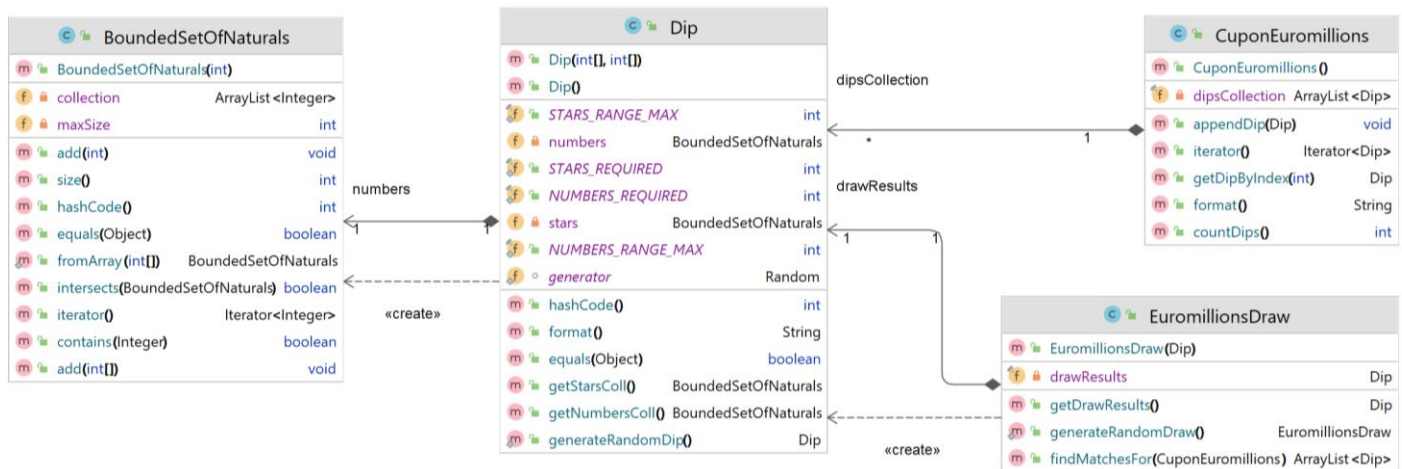 BoundedSetOfNaturals
BoundedSetOfNaturals(int)
collection ArrayList<Integer>
maxSize int
add(int) void
size() int
hashCode() int
equals(Object) boolean
fromArray(int[]) BoundedSetOfNaturals
intersects(BoundedSetOfNaturals) boolean
iterator() Iterator<Integer>
contains(Integer) boolean
add(int[]) void
numbers
1
1
«create»
Dip
Dip(int[], int[])
Dip()
STARS_RANGE_MAX int
numbers BoundedSetOfNaturals
STARS_REQUIRED int
NUMBERS_REQUIRED int
stars BoundedSetOfNaturals
NUMBERS_RANGE_MAX int
generator Random
hashCode() int
format() String
equals(Object) boolean
getStarsColl() BoundedSetOfNaturals
getNumbersColl() BoundedSetOfNaturals
generateRandomDip() Dip
dipsCollection
*
1
drawResults
1
1
«create»
CuponEuromillions
CuponEuromillions()
dipsCollection ArrayList<Dip>
appendDip(Dip) void
iterator() Iterator<Dip>
getDipByIndex(int) Dip
format() String
countDips() int
EuromillionsDraw
EuromillionsDraw(Dip)
drawResults Dip
getDrawResults() Dip
generateRandomDraw() EuromillionsDraw
findMatchesFor(CuponEuromillions) ArrayList<Dip>